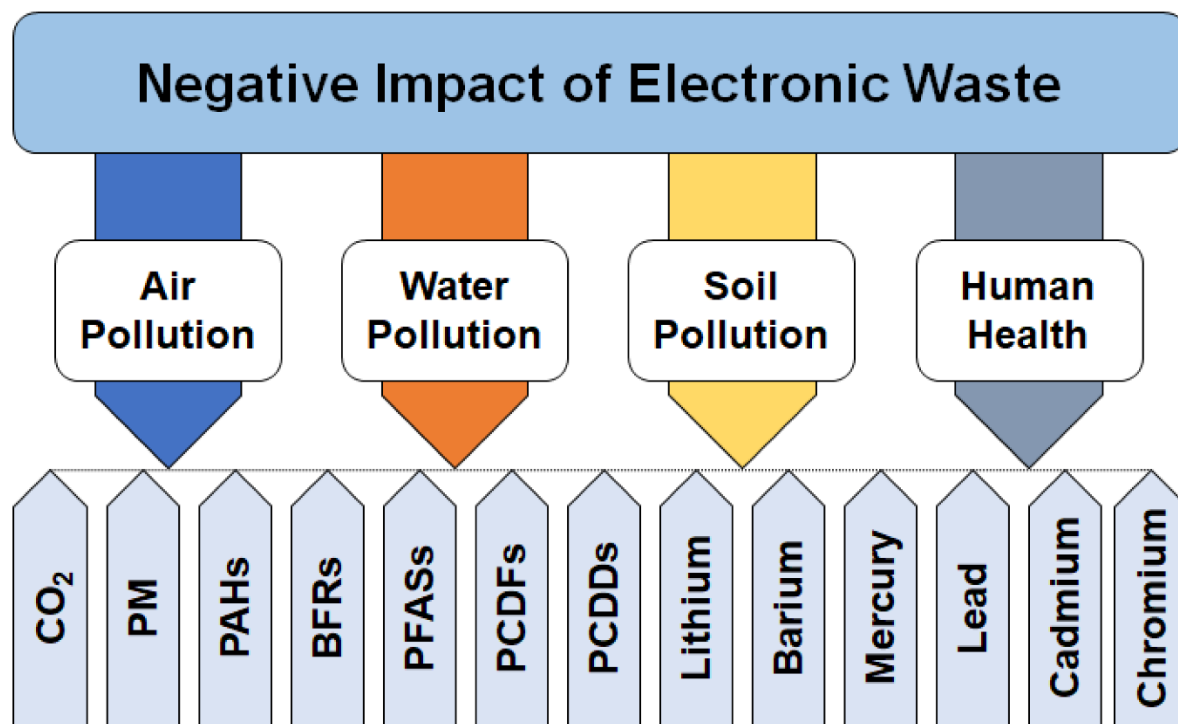 Negative Impact of Electronic Waste
Air
Pollution
Water
Pollution
Soil
Pollution
Human
Health
CO₂
PM
PAHs
BFRs
PFASs
PCDFs
PCDDs
Lithium
Barium
Mercury
Lead
Cadmium
Chromium